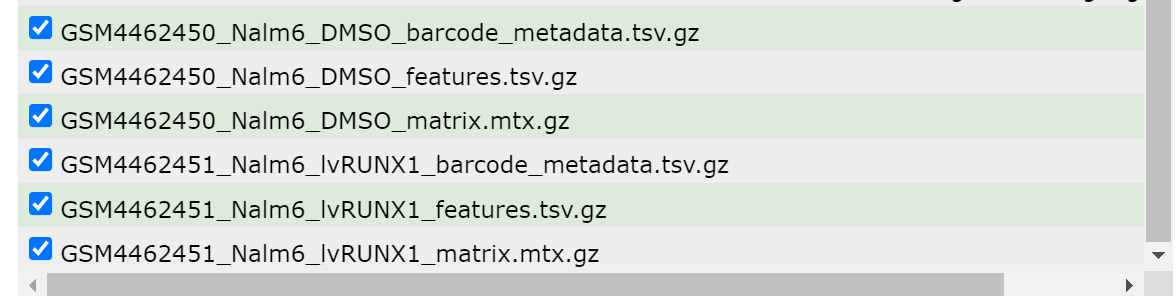 GSM4462450_Nalm6_DMSO_barcode_metadata.tsv.gz
GSM4462450_Nalm6_DMSO_features.tsv.gz
GSM4462450_Nalm6_DMSO_matrix.mtx.gz
GSM4462451_Nalm6_lvRUNX1_barcode_metadata.tsv.gz
GSM4462451_Nalm6_lvRUNX1_features.tsv.gz
GSM4462451_Nalm6_lvRUNX1_matrix.mtx.gz